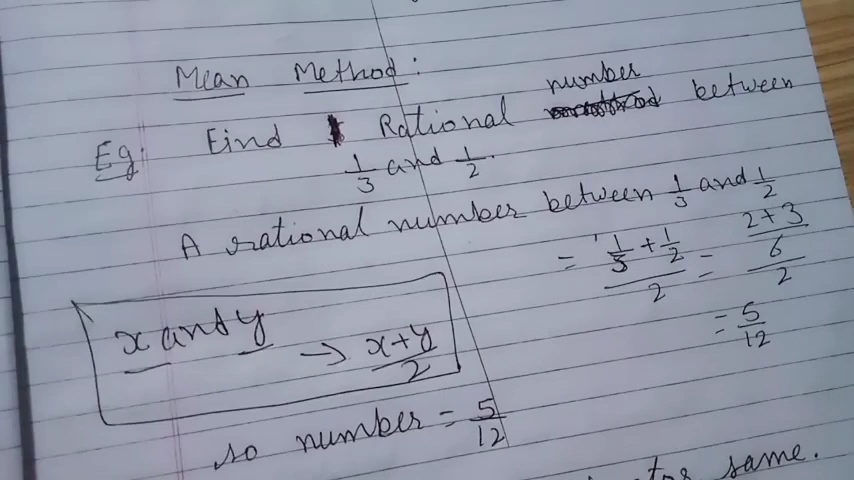 Mean Method:
Eg: Find 1 Rational number between
1/3 and 1/2.
A rational number between 1/3 and 1/2
= (1/3 + 1/2)/2 = ((2+3)/6)/2
= 5/12
x and y
→ (x+y)/2
so number = 5/12
same.